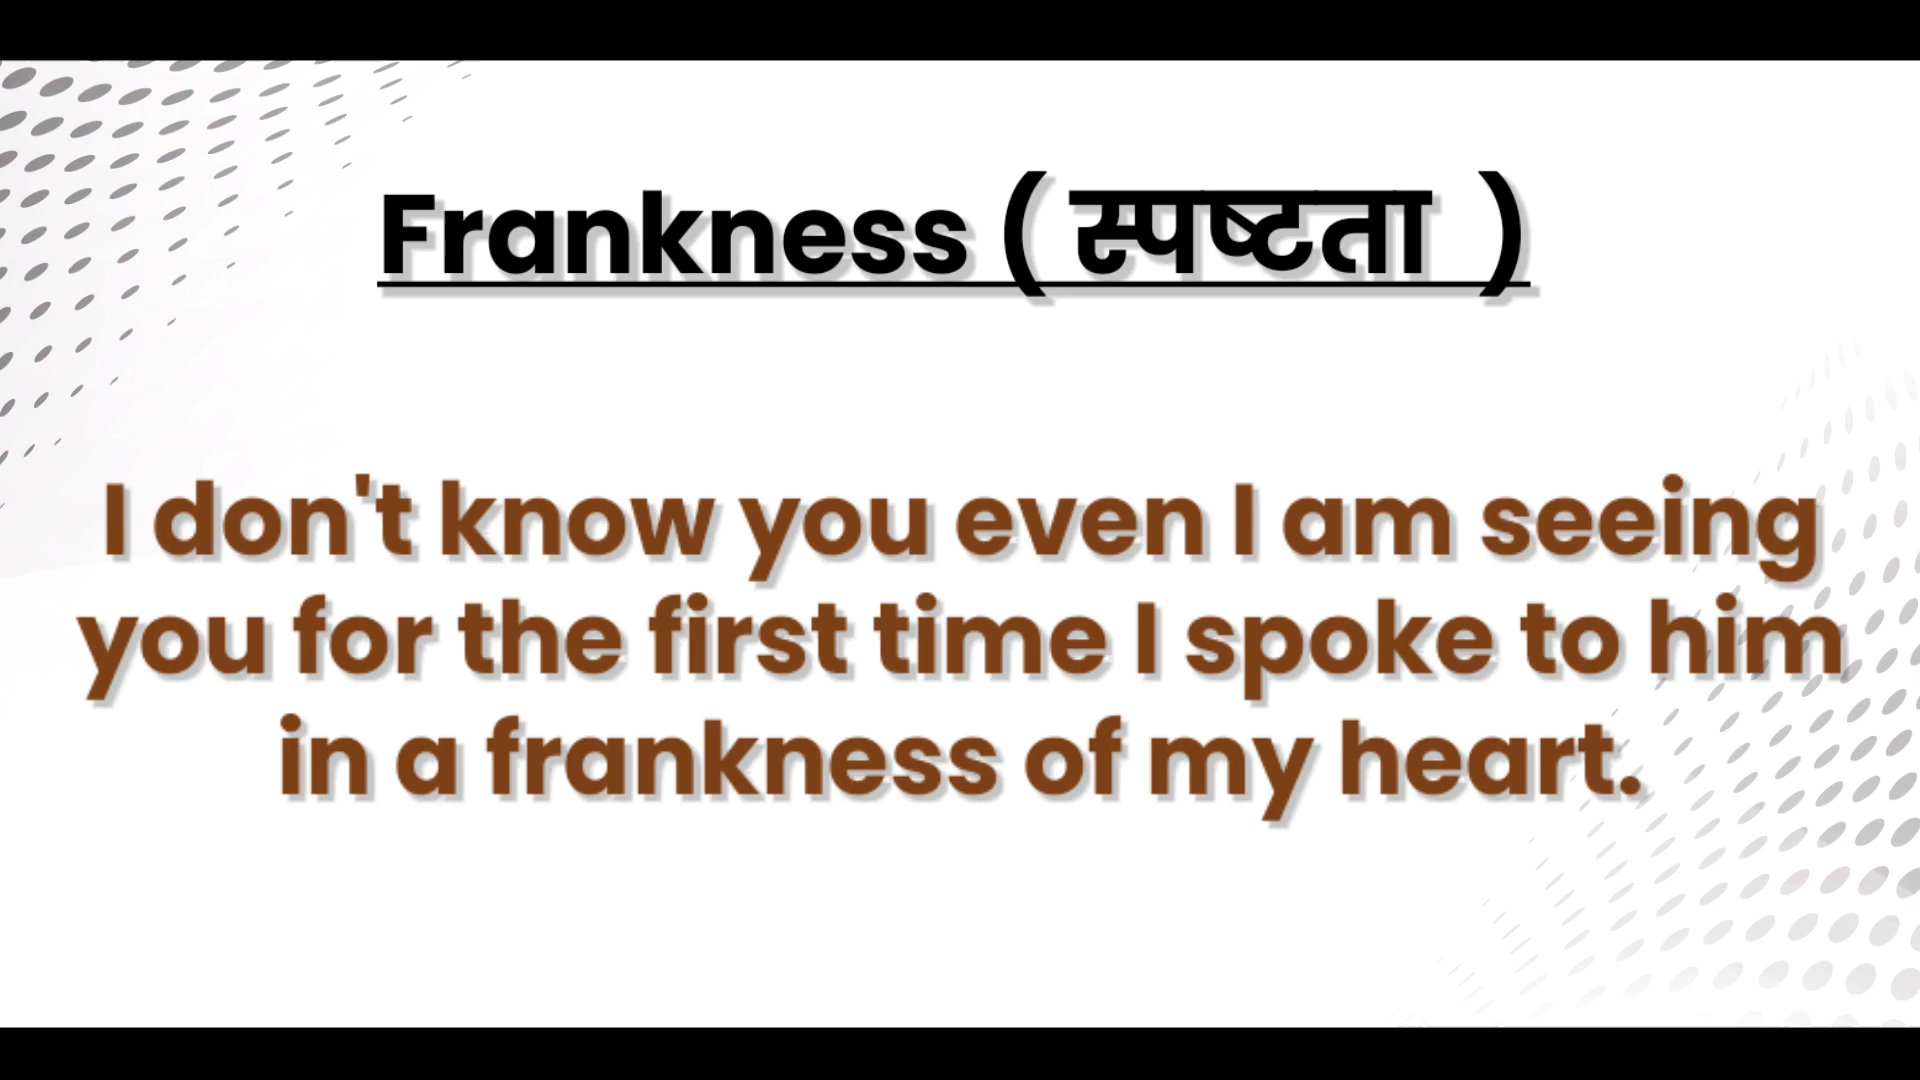 Frankness ( स्पष्टता )
I don't know you even I am seeing
you for the first time I spoke to him
in a frankness of my heart.